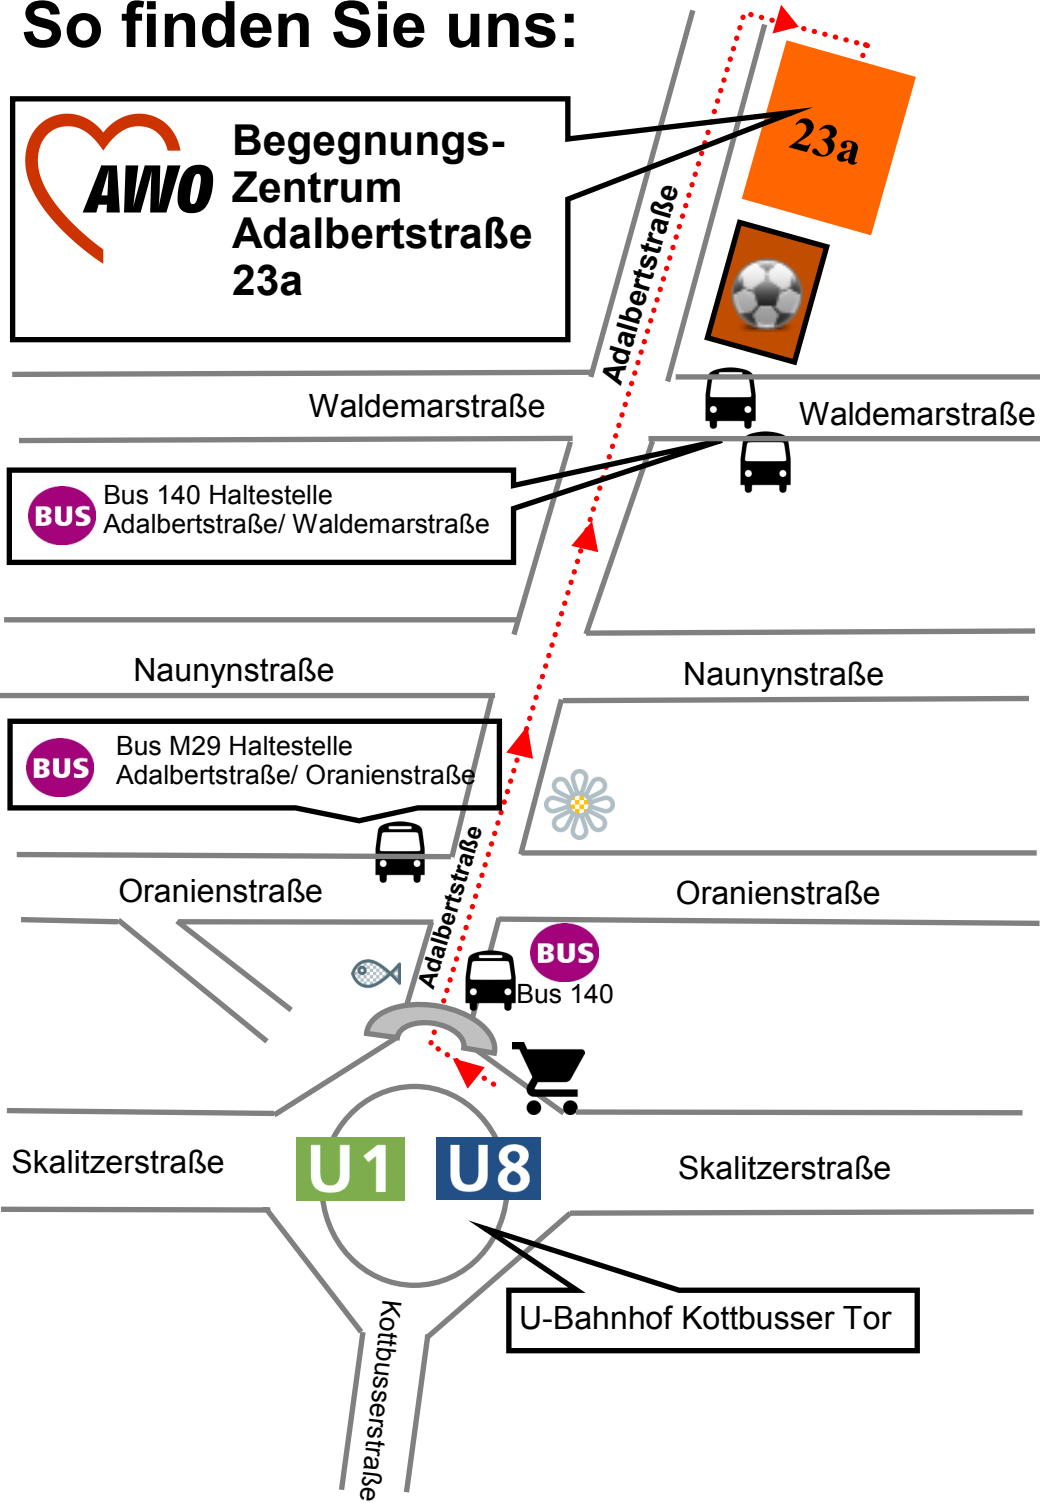 So finden Sie uns:
AWO
Begegnungs-
Zentrum
Adalbertstraße
23a
23a
Adalbertstraße
Waldemarstraße
Waldemarstraße
BUS
Bus 140 Haltestelle
Adalbertstraße/ Waldemarstraße
Naunynstraße
Naunynstraße
BUS
Bus M29 Haltestelle
Adalbertstraße/ Oranienstraße
Adalbertstraße
Oranienstraße
Oranienstraße
BUS
Bus 140
U1
U8
Skalitzerstraße
Skalitzerstraße
U-Bahnhof Kottbusser Tor
Kottbusserstraße